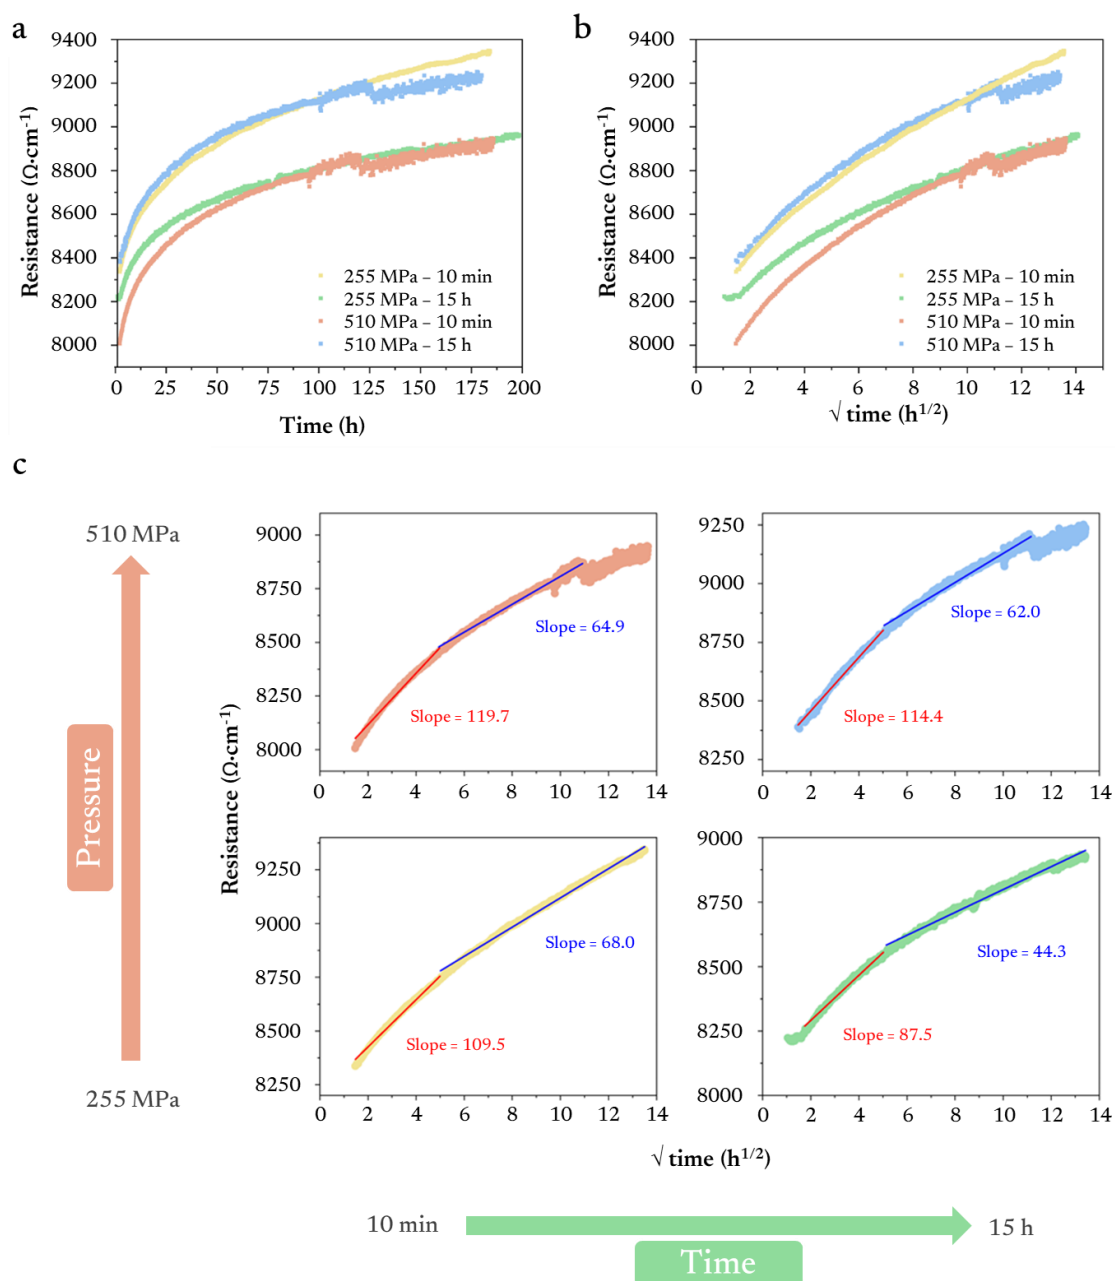 a
9400
9200
9000
8800
8600
8400
8200
8000
Resistance (Ω·cm⁻¹)
255 MPa – 10 min
255 MPa – 15 h
510 MPa – 10 min
510 MPa – 15 h
0 25 50 75 100 125 150 175 200
Time (h)
b
9400
9200
9000
8800
8600
8400
8200
8000
Resistance (Ω·cm⁻¹)
255 MPa – 10 min
255 MPa – 15 h
510 MPa – 10 min
510 MPa – 15 h
0 2 4 6 8 10 12 14
√ time (h¹/²)
c
510 MPa
Pressure
255 MPa
Resistance (Ω·cm⁻¹)
9000
8750
8500
8250
8000
Slope = 64.9
Slope = 119.7
0 2 4 6 8 10 12 14
9250
9000
8750
8500
8250
Slope = 62.0
Slope = 114.4
0 2 4 6 8 10 12 14
9250
9000
8750
8500
8250
Slope = 68.0
Slope = 109.5
0 2 4 6 8 10 12 14
9000
8750
8500
8250
8000
Slope = 44.3
Slope = 87.5
0 2 4 6 8 10 12 14
√ time (h¹/²)
10 min
15 h
Time